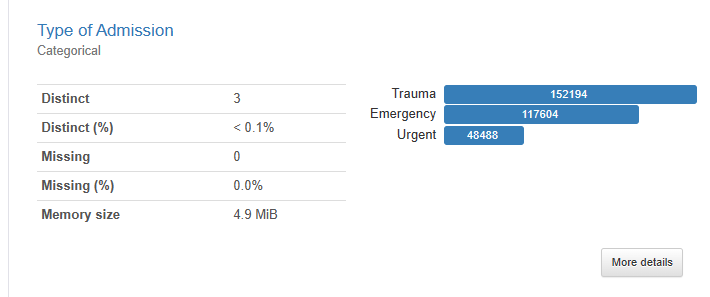 Type of Admission
Categorical
Distinct 3
Distinct (%) < 0.1%
Missing 0
Missing (%) 0.0%
Memory size 4.9 MiB
Trauma 152194
Emergency 117604
Urgent 48488
More details